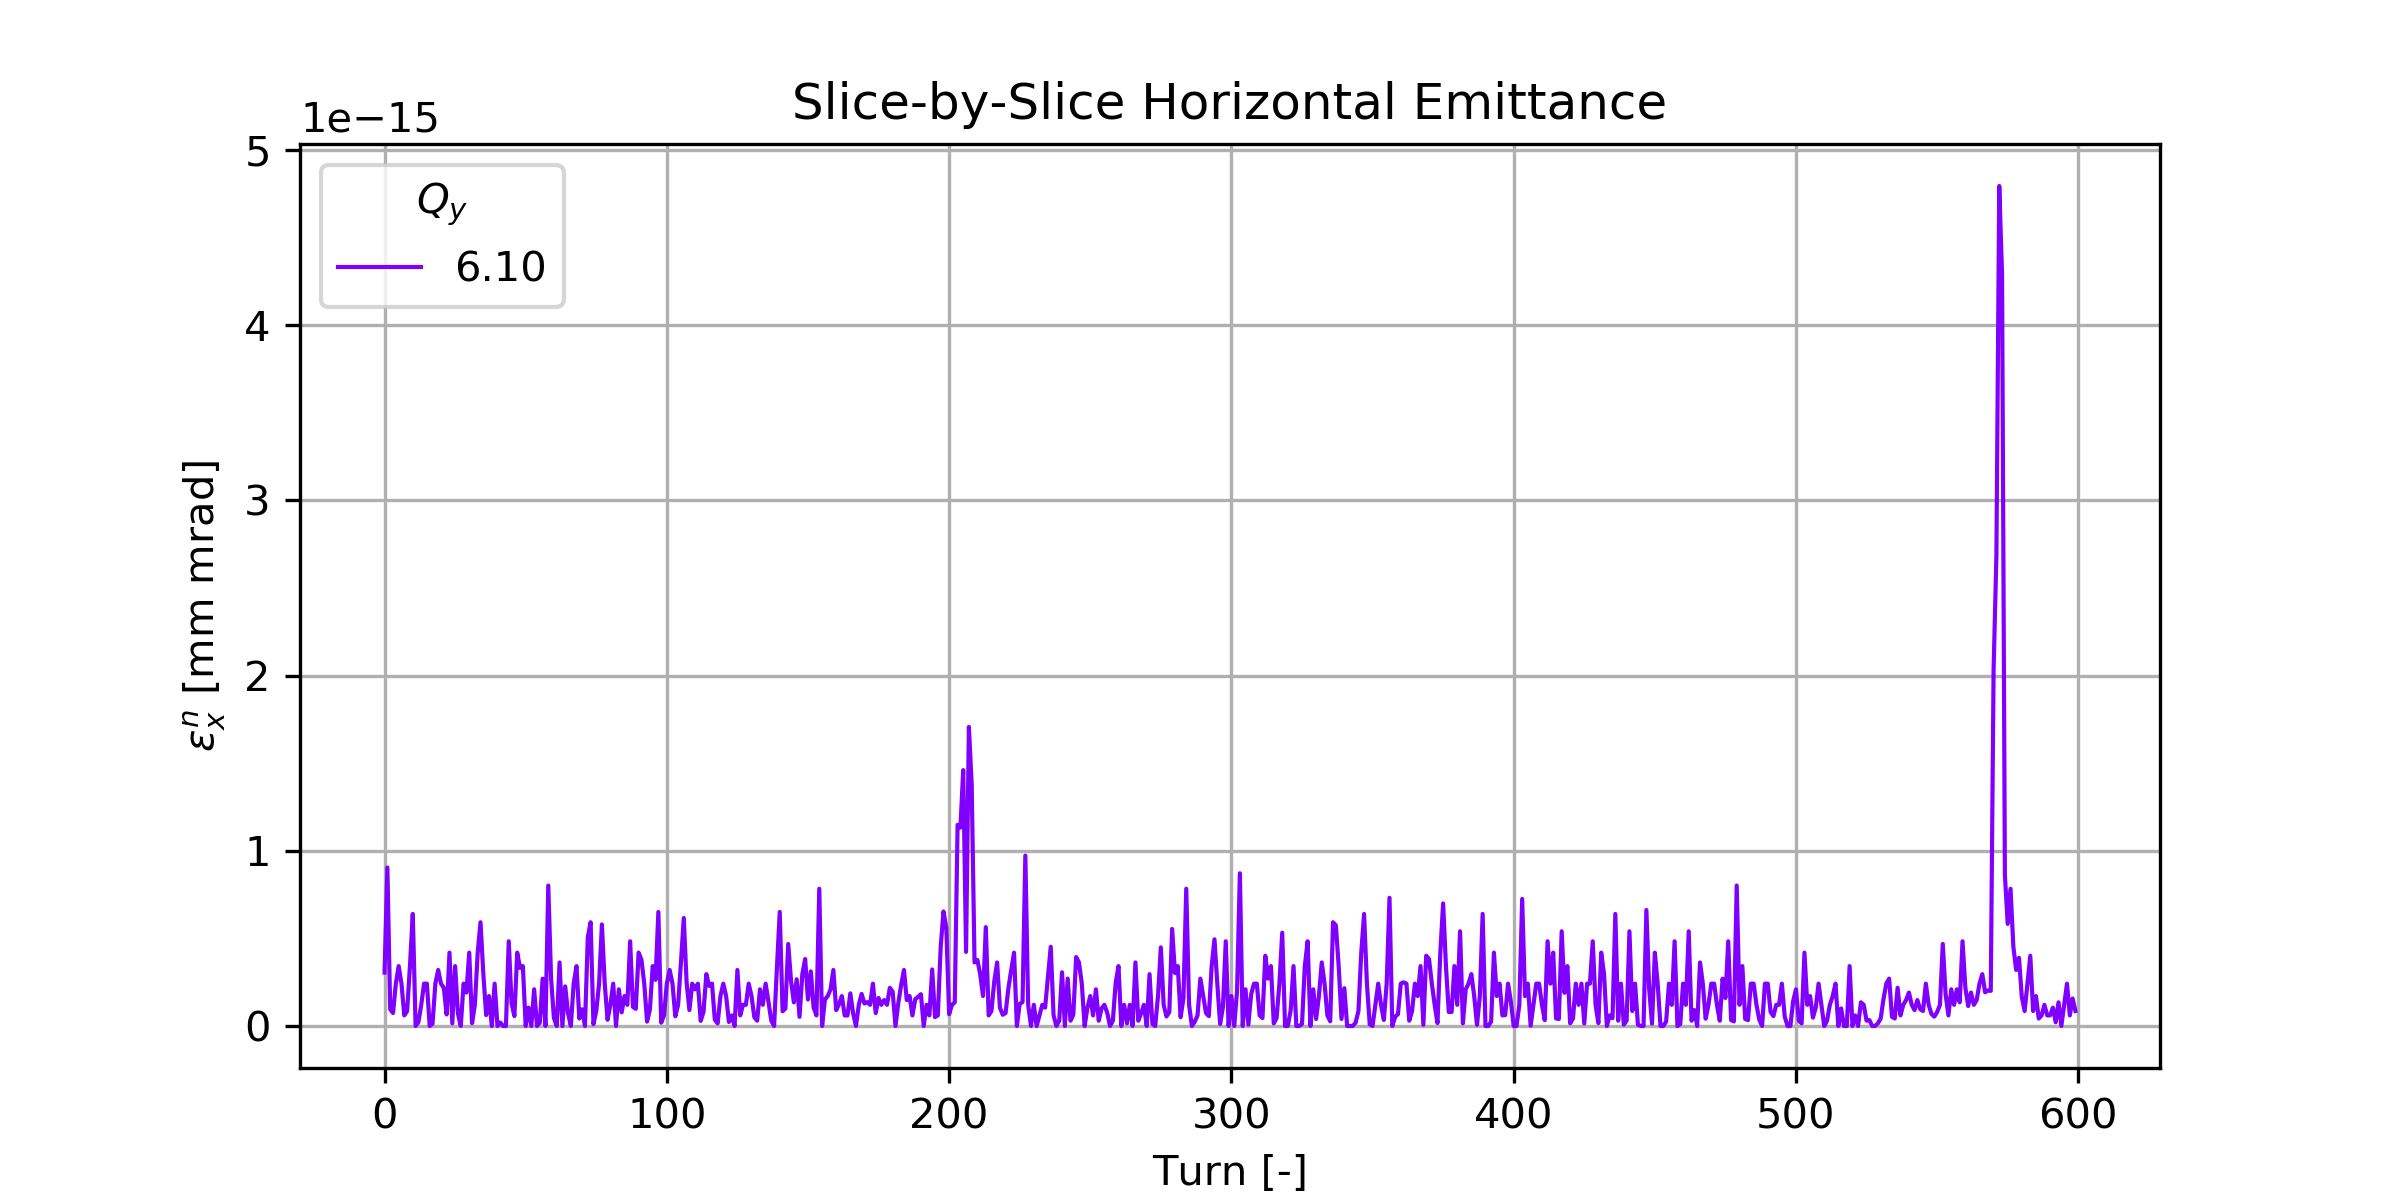 Slice-by-Slice Horizontal Emittance
1e−15
5
4
3
2
1
0
Q_y
6.10
ε_x^n [mm mrad]
0 100 200 300 400 500 600
Turn [-]